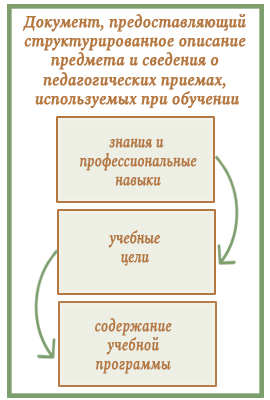 Документ, предоставляющий
структурированное описание
предмета и сведения о
педагогических приемах,
используемых при обучении
знания и
профессиональные
навыки
учебные
цели
содержание
учебной
программы